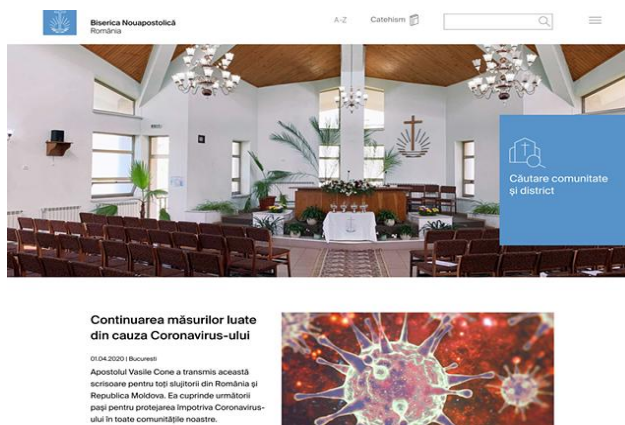 Biserica Nouapostolică
România
A-Z
Catehism
Căutare comunitate
și district
Continuarea măsurilor luate
din cauza Coronavirus-ului
01.04.2020 | Bucuresti
Apostolul Vasile Cone a transmis această
scrisoare pentru toți slujitorii din România și
Republica Moldova. Ea cuprinde următorii
pași pentru protejarea împotriva Coronavirus-
ului în toate comunitățile noastre.